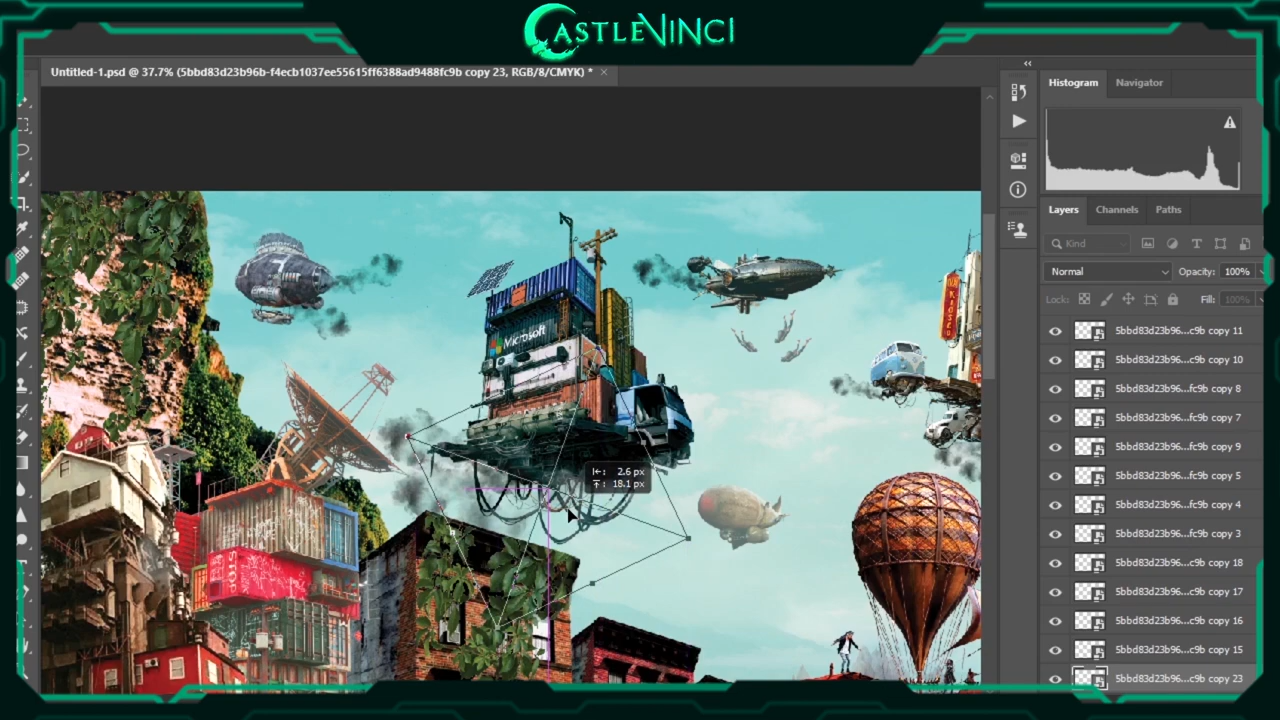 CASTLEVINCI
Untitled-1.psd @ 37.7% (5bbd83d23b96b-f4ecb1037ee55615ff6388ad9488fc9b copy 23, RGB/8/CMYK) * ×
Histogram
Navigator
Microsoft
2.6 px
18.1 px
Layers
Channels
Paths
Kind
Normal
Opacity: 100%
Lock:
Fill: 100%
5bbd83d23b96...c9b copy 11
5bbd83d23b96...c9b copy 10
5bbd83d23b96...fc9b copy 8
5bbd83d23b96...fc9b copy 7
5bbd83d23b96...fc9b copy 9
5bbd83d23b96...fc9b copy 5
5bbd83d23b96...fc9b copy 4
5bbd83d23b96...fc9b copy 3
5bbd83d23b96...c9b copy 18
5bbd83d23b96...c9b copy 17
5bbd83d23b96...c9b copy 16
5bbd83d23b96...c9b copy 15
5bbd83d23b96...c9b copy 23